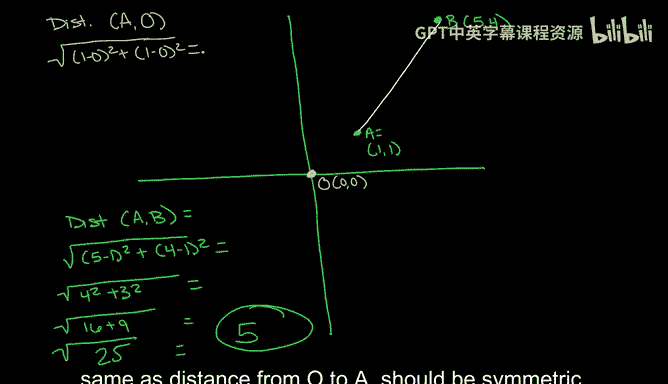 Dist. (A,O)
√(1-0)²+(1-0)² =
B(5,4)
GPT中英字幕课程资源 bilibili
A=
(1,1)
O(0,0)
Dist (A,B) =
√(5-1)²+(4-1)² =
√4²+3² =
√16+9 =
√25 =
5
same as distance from O to A, should be symmetric